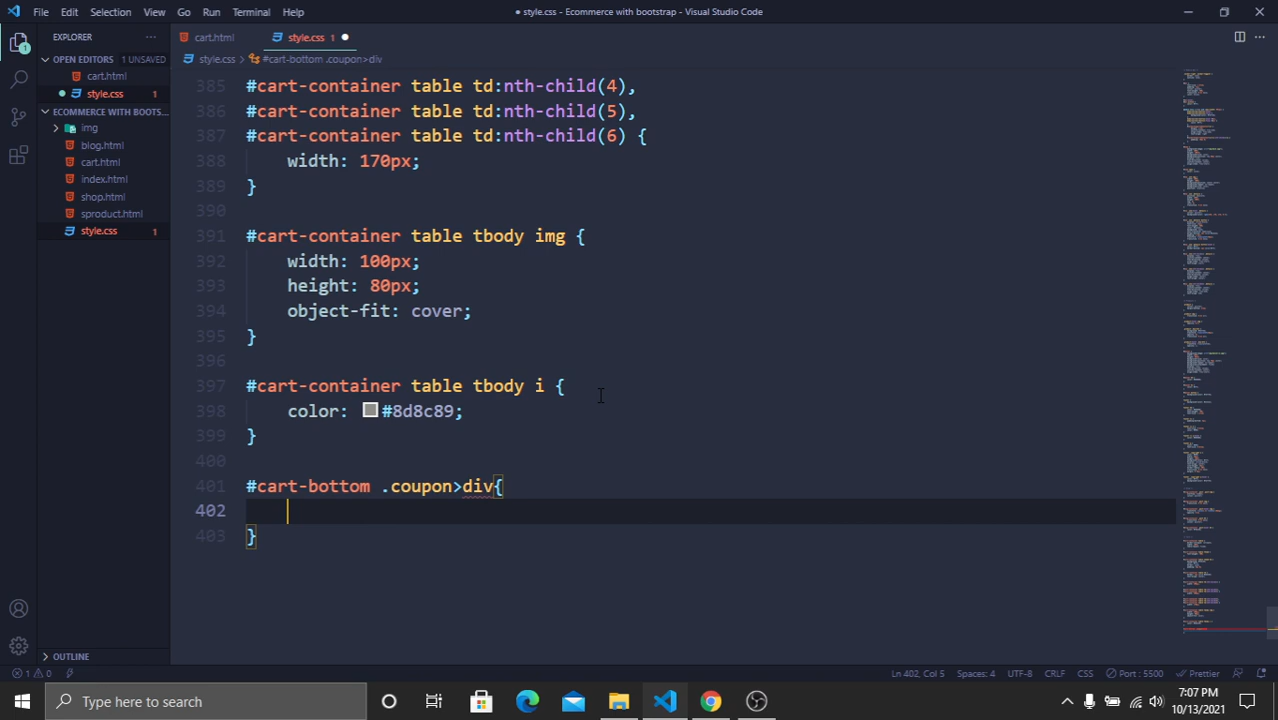 File Edit Selection View Go Run Terminal Help
● style.css - Ecommerce with bootstrap - Visual Studio Code
EXPLORER
cart.html style.css
style.css > #cart-bottom .coupon>div
OPEN EDITORS 1 UNSAVED
cart.html
style.css 1
ECOMMERCE WITH BOOTS...
img
blog.html
cart.html
index.html
shop.html
sproduct.html
style.css 1
OUTLINE
385 #cart-container table td:nth-child(4),
386 #cart-container table td:nth-child(5),
387 #cart-container table td:nth-child(6) {
388 width: 170px;
389 }
390
391 #cart-container table tbody img {
392 width: 100px;
393 height: 80px;
394 object-fit: cover;
395 }
396
397 #cart-container table tbody i {
398 color: #8d8c89;
399 }
400
401 #cart-bottom .coupon>div{
402
403 }
1 0 Ln 402, Col 5 Spaces: 4 UTF-8 CRLF CSS Port : 5500 Prettier
Type here to search
7:07 PM
10/13/2021